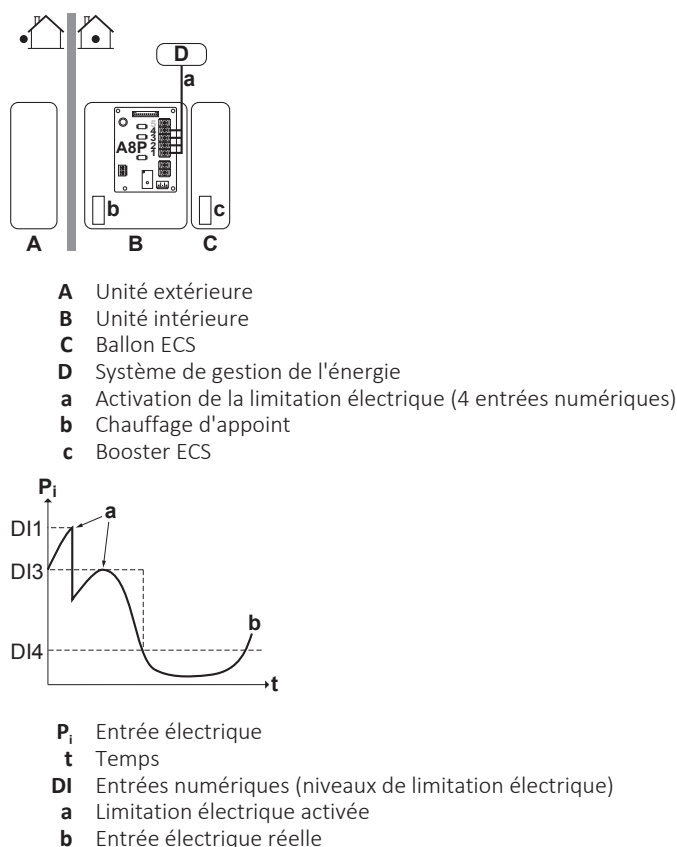 D
a
5
4
3
2
1
A8P
b
c
A B C
A Unité extérieure
B Unité intérieure
C Ballon ECS
D Système de gestion de l'énergie
a Activation de la limitation électrique (4 entrées numériques)
b Chauffage d'appoint
c Booster ECS
Pi
a
DI1
DI3
b
DI4
t
Pi Entrée électrique
t Temps
DI Entrées numériques (niveaux de limitation électrique)
a Limitation électrique activée
b Entrée électrique réelle